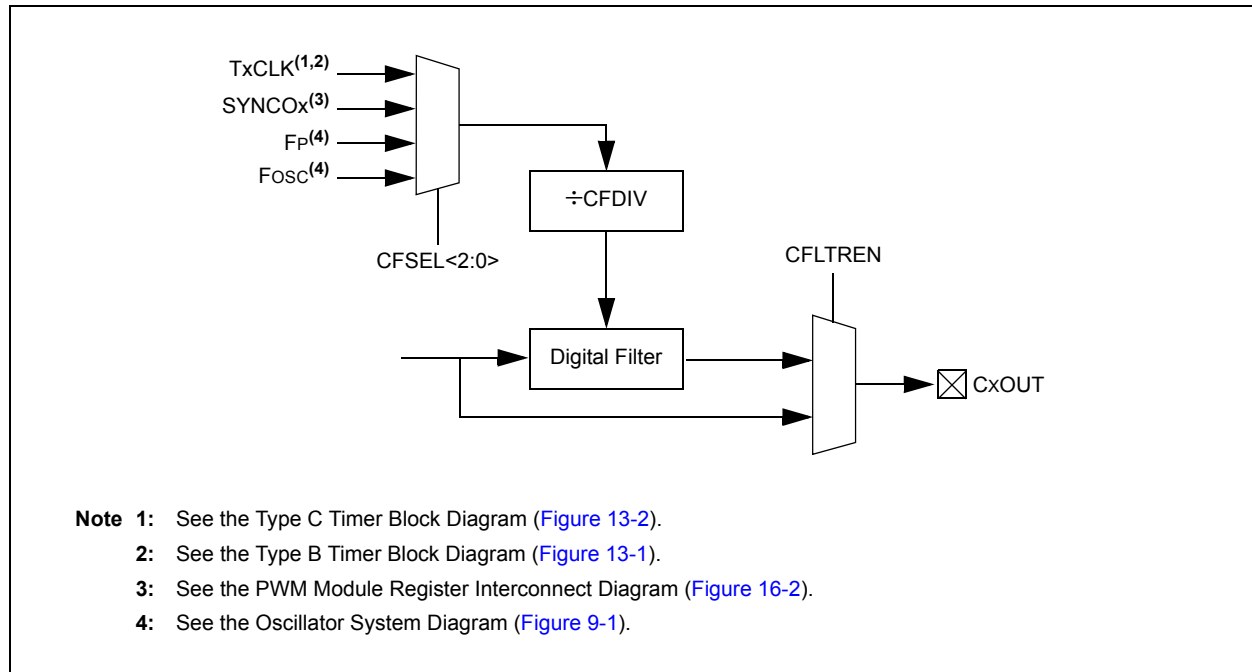 TxCLK(1,2)
SYNCOx(3)
FP(4)
FOSC(4)
÷CFDIV
CFSEL<2:0>
CFLTREN
Digital Filter
CxOUT
Note 1: See the Type C Timer Block Diagram (Figure 13-2).
2: See the Type B Timer Block Diagram (Figure 13-1).
3: See the PWM Module Register Interconnect Diagram (Figure 16-2).
4: See the Oscillator System Diagram (Figure 9-1).